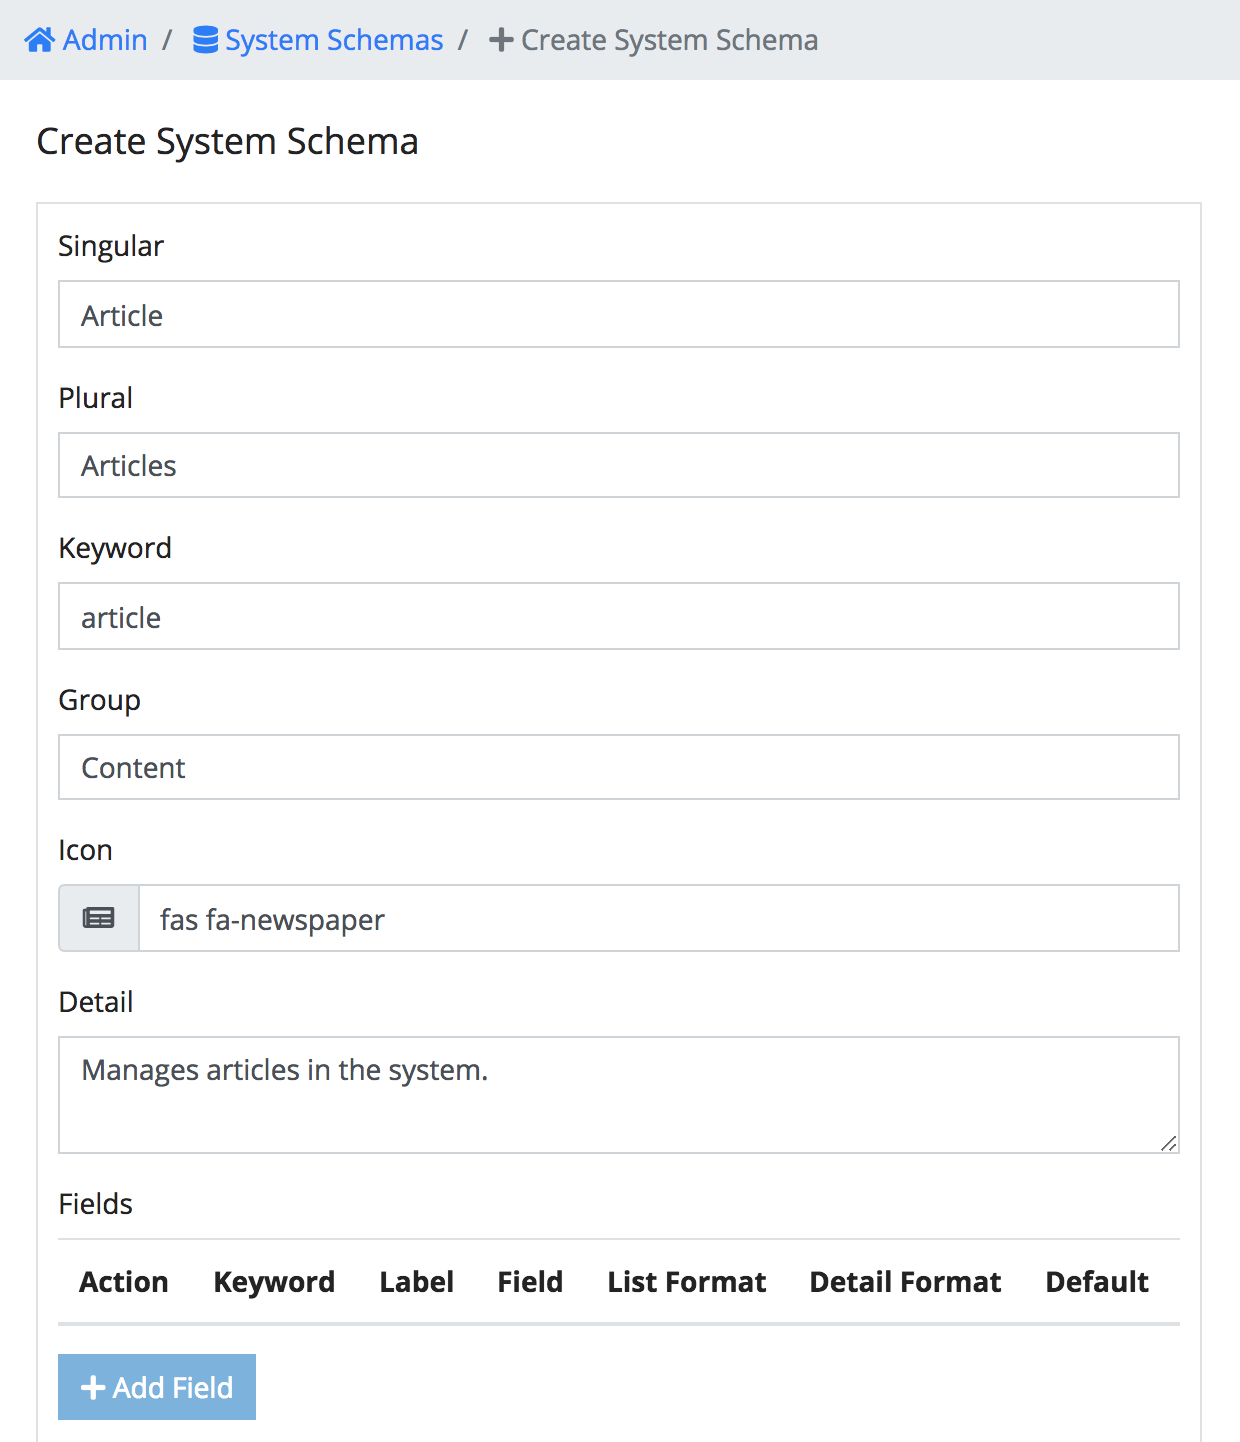 Admin / System Schemas / Create System Schema
Create System Schema
Singular
Article
Plural
Articles
Keyword
article
Group
Content
Icon
fas fa-newspaper
Detail
Manages articles in the system.
Fields
Action Keyword Label Field List Format Detail Format Default
Add Field